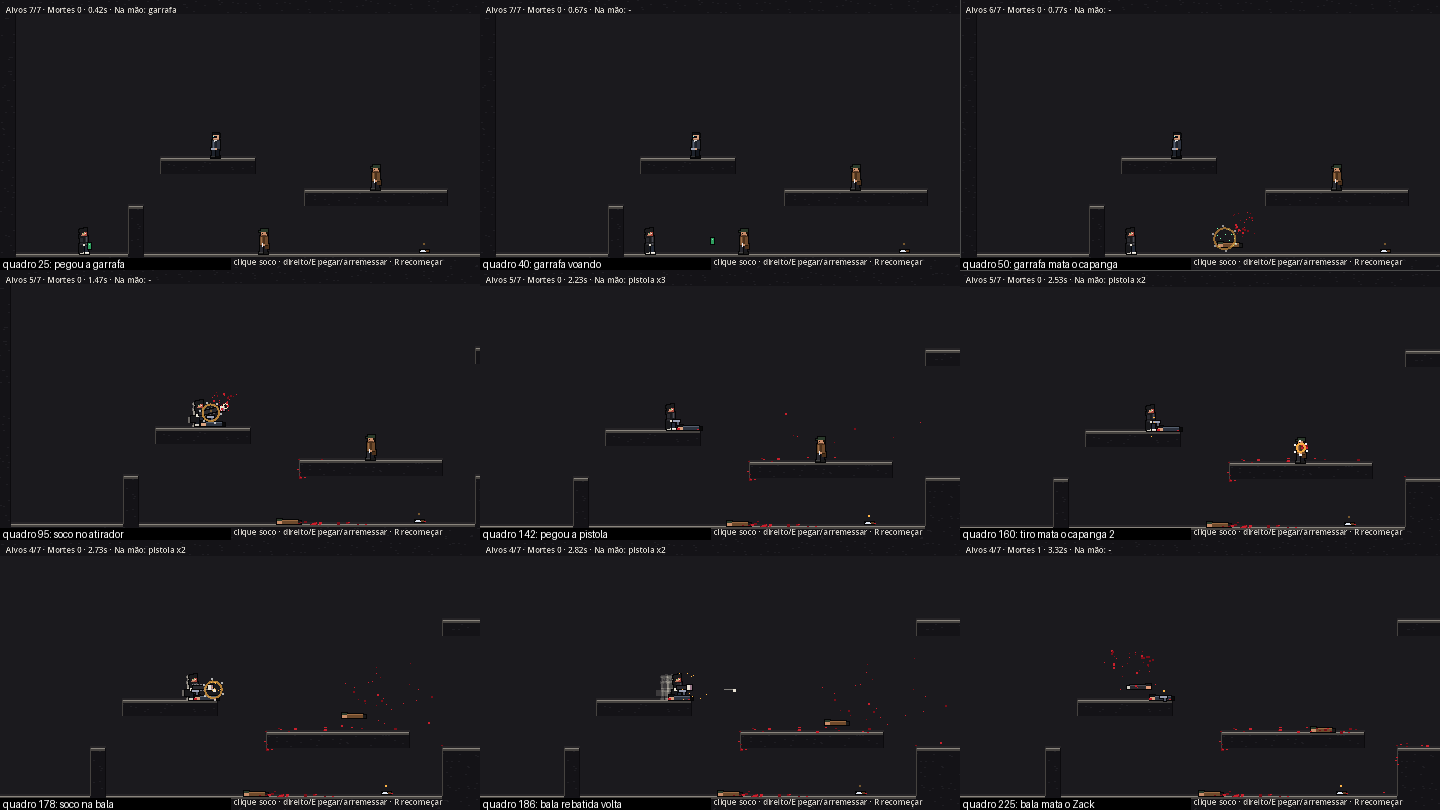 Alvos 7/7 · Mortes 0 · 0.42s · Na mão: garrafa
quadro 25: pegou a garrafa
clique soco · direito/E pegar/arremessar · R recomeçar
Alvos 7/7 · Mortes 0 · 0.67s · Na mão: -
quadro 40: garrafa voando
clique soco · direito/E pegar/arremessar · R recomeçar
Alvos 6/7 · Mortes 0 · 0.77s · Na mão: -
quadro 50: garrafa mata o capanga
clique soco · direito/E pegar/arremessar · R recomeçar
Alvos 5/7 · Mortes 0 · 1.47s · Na mão: -
quadro 95: soco no atirador
clique soco · direito/E pegar/arremessar · R recomeçar
Alvos 5/7 · Mortes 0 · 2.23s · Na mão: pistola x3
quadro 142: pegou a pistola
clique soco · direito/E pegar/arremessar · R recomeçar
Alvos 5/7 · Mortes 0 · 2.53s · Na mão: pistola x2
quadro 160: tiro mata o capanga 2
clique soco · direito/E pegar/arremessar · R recomeçar
Alvos 4/7 · Mortes 0 · 2.73s · Na mão: pistola x2
quadro 178: soco na bala
clique soco · direito/E pegar/arremessar · R recomeçar
Alvos 4/7 · Mortes 0 · 2.82s · Na mão: pistola x2
quadro 186: bala rebatida volta
clique soco · direito/E pegar/arremessar · R recomeçar
Alvos 4/7 · Mortes 1 · 3.32s · Na mão: -
quadro 225: bala mata o Zack
clique soco · direito/E pegar/arremessar · R recomeçar